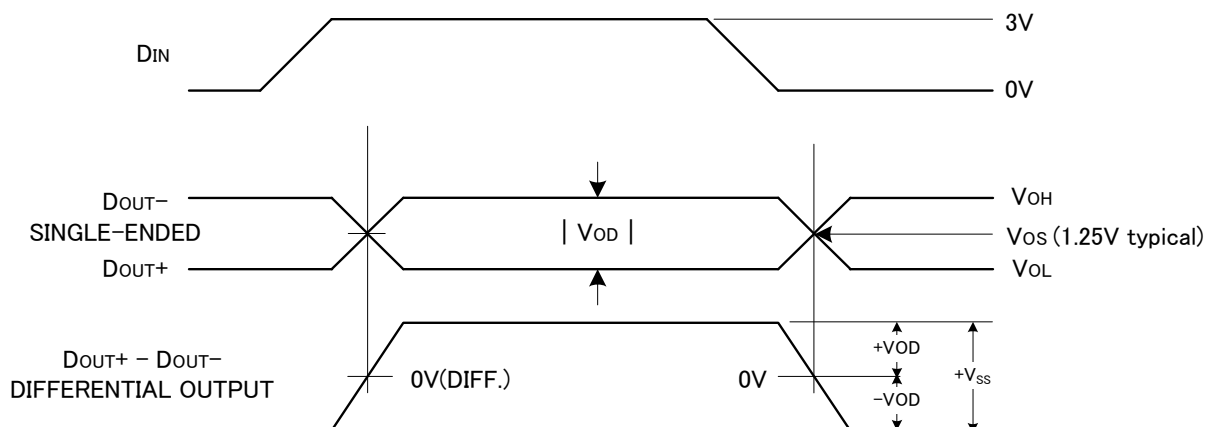 3V
DIN
0V
DOUT−
VOH
SINGLE−ENDED
| VOD |
VOS (1.25V typical)
DOUT+
VOL
DOUT+ − DOUT−
DIFFERENTIAL OUTPUT
0V(DIFF.)
0V
+VOD
−VOD
+VSS